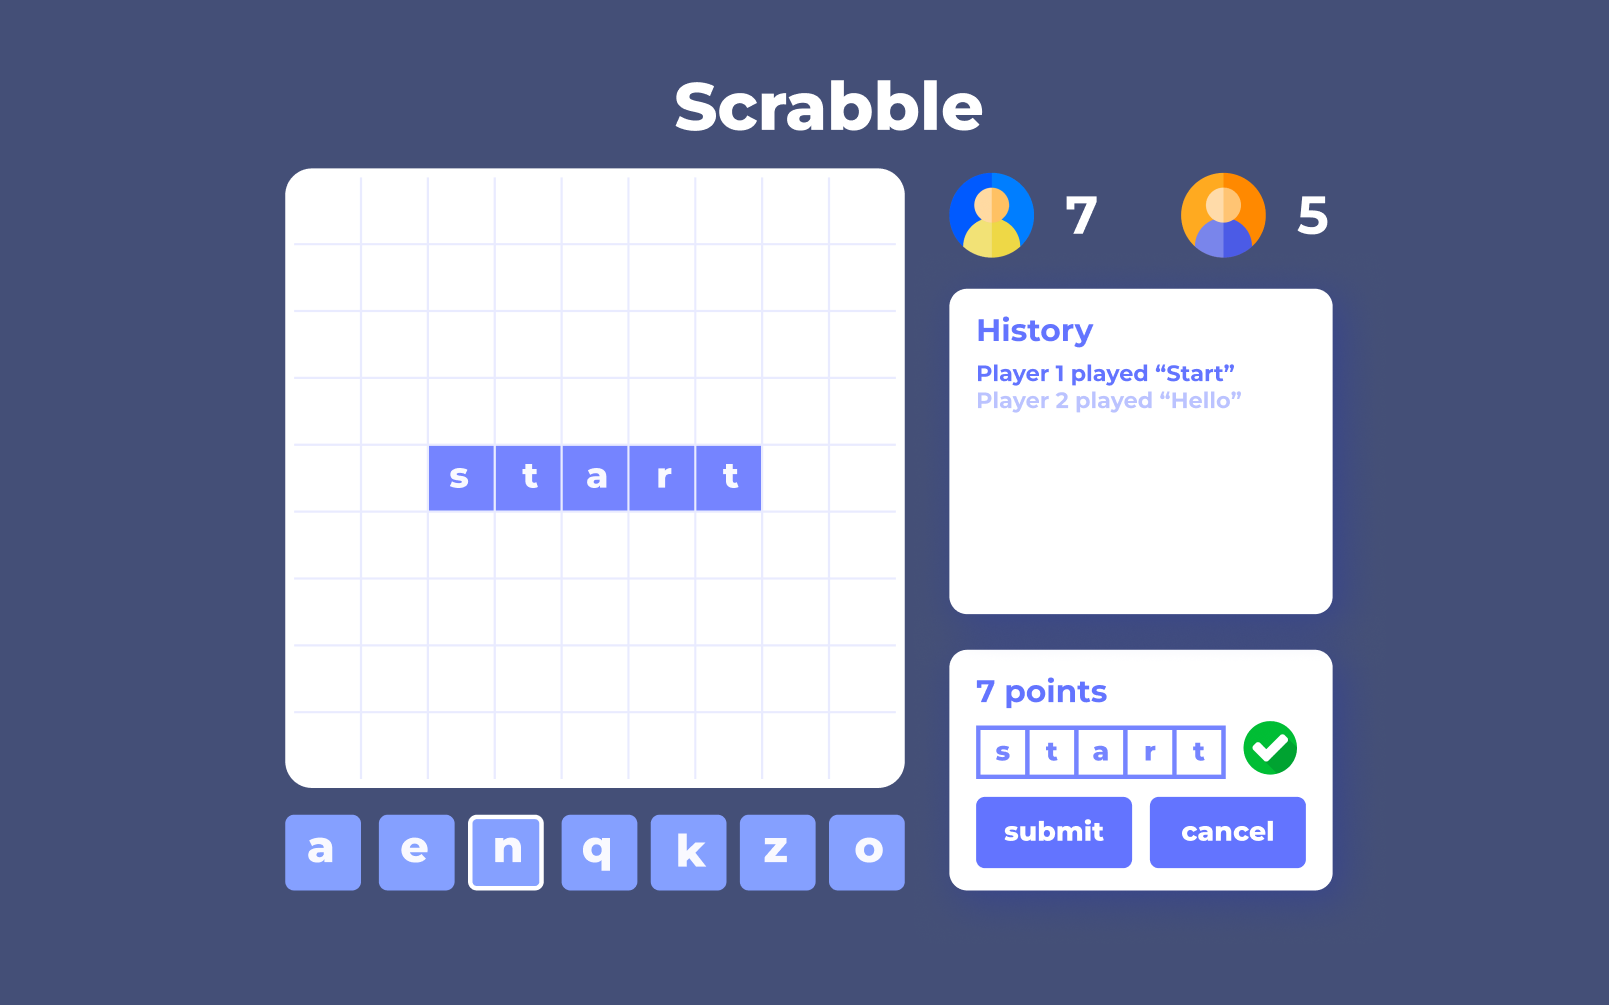 Scrabble
7
5
History
Player 1 played “Start”
Player 2 played “Hello”
s t a r t
7 points
s t a r t
submit
cancel
a e n q k z o